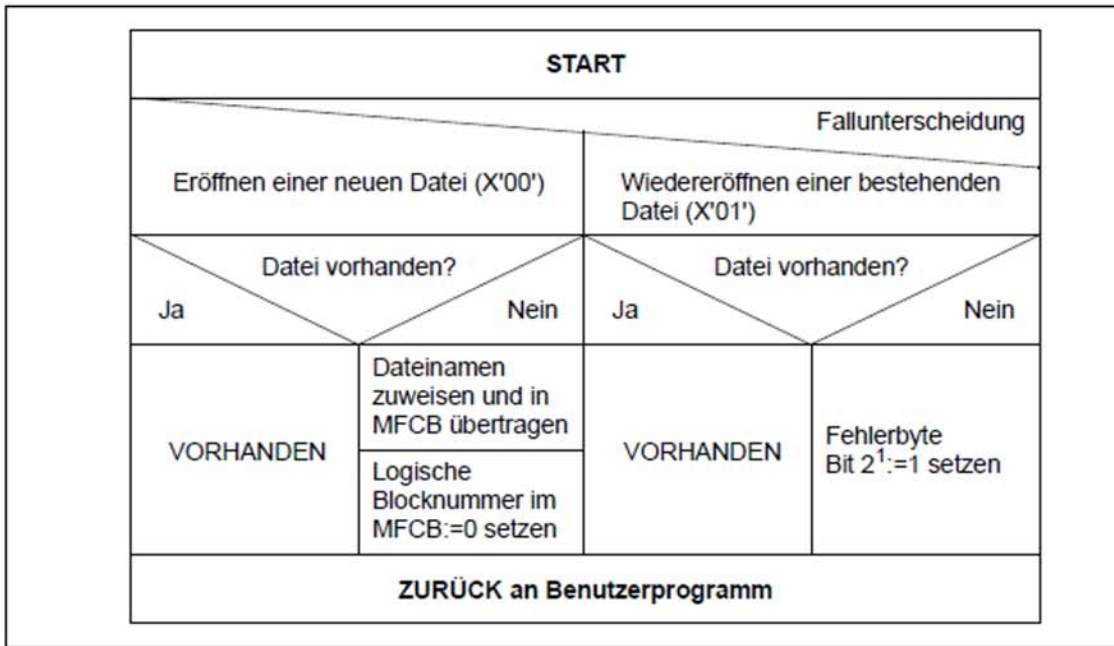 START
Fallunterscheidung
Eröffnen einer neuen Datei (X'00')
Wiedereröffnen einer bestehenden
Datei (X'01')
Datei vorhanden?
Ja
Nein
Datei vorhanden?
Ja
Nein
VORHANDEN
Dateinamen
zuweisen und in
MFCB übertragen
Logische
Blocknummer im
MFCB:=0 setzen
VORHANDEN
Fehlerbyte
Bit 2¹:=1 setzen
ZURÜCK an Benutzerprogramm